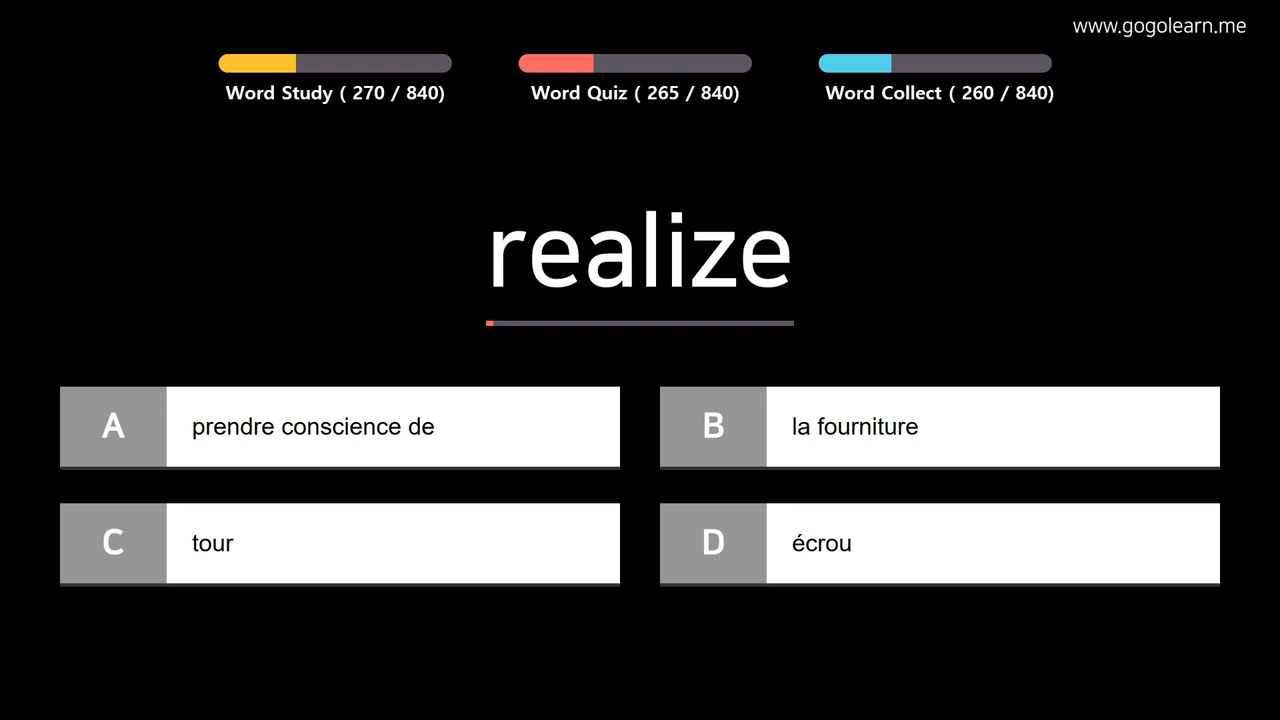 www.gogolearn.me
Word Study ( 270 / 840)
Word Quiz ( 265 / 840)
Word Collect ( 260 / 840)
realize
A
prendre conscience de
B
la fourniture
C
tour
D
écrou